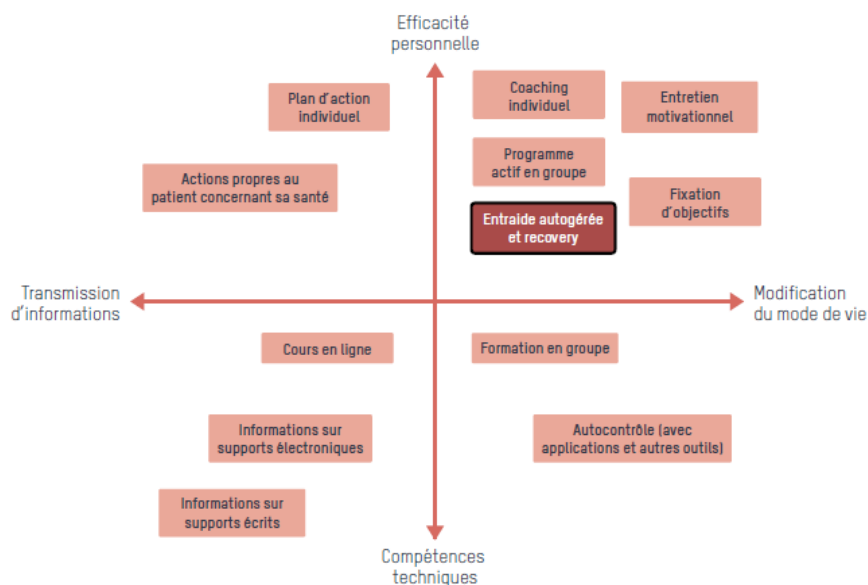 Efficacité
personnelle
Plan d'action
individuel
Coaching
individuel
Entretien
motivationnel
Programme
actif en groupe
Actions propres au
patient concernant sa santé
Fixation
d'objectifs
Entraide autogérée
et recovery
Transmission
d'informations
Modification
du mode de vie
Cours en ligne
Formation en groupe
Informations sur
supports électroniques
Autocontrôle (avec
applications et autres outils)
Informations sur
supports écrits
Compétences
techniques